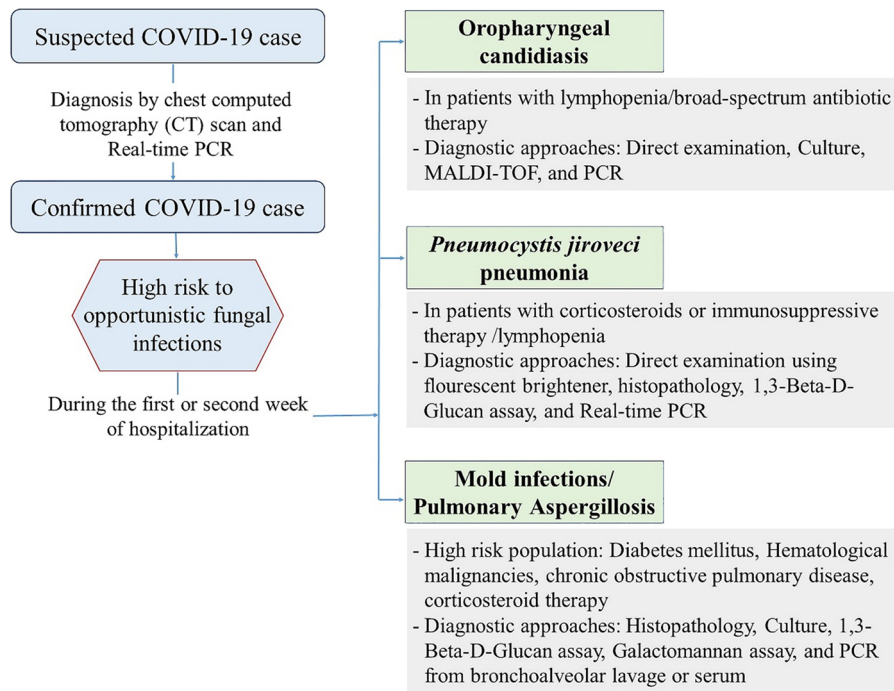 Suspected COVID-19 case
Diagnosis by chest computed
tomography (CT) scan and
Real-time PCR
Confirmed COVID-19 case
High risk to
opportunistic fungal
infections
During the first or second week
of hospitalization
Oropharyngeal
candidiasis
- In patients with lymphopenia/broad-spectrum antibiotic
therapy
- Diagnostic approaches: Direct examination, Culture,
MALDI-TOF, and PCR
Pneumocystis jiroveci
pneumonia
- In patients with corticosteroids or immunosuppressive
therapy /lymphopenia
- Diagnostic approaches: Direct examination using
flourescent brightener, histopathology, 1,3-Beta-D-
Glucan assay, and Real-time PCR
Mold infections/
Pulmonary Aspergillosis
- High risk population: Diabetes mellitus, Hematological
malignancies, chronic obstructive pulmonary disease,
corticosteroid therapy
- Diagnostic approaches: Histopathology, Culture, 1,3-
Beta-D-Glucan assay, Galactomannan assay, and PCR
from bronchoalveolar lavage or serum